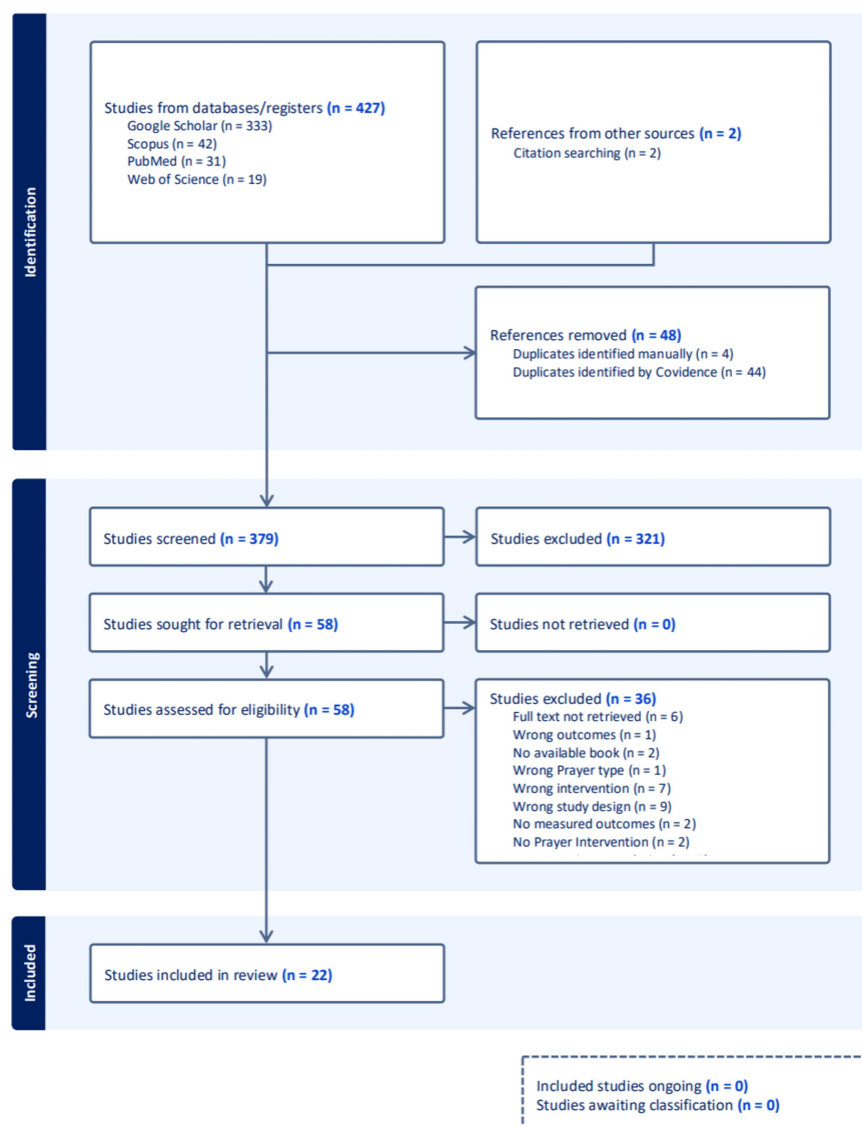 Identification
Studies from databases/registers (n = 427)
Google Scholar (n = 333)
Scopus (n = 42)
PubMed (n = 31)
Web of Science (n = 19)
References from other sources (n = 2)
Citation searching (n = 2)
References removed (n = 48)
Duplicates identified manually (n = 4)
Duplicates identified by Covidence (n = 44)
Screening
Studies screened (n = 379)
Studies excluded (n = 321)
Studies sought for retrieval (n = 58)
Studies not retrieved (n = 0)
Studies assessed for eligibility (n = 58)
Studies excluded (n = 36)
Full text not retrieved (n = 6)
Wrong outcomes (n = 1)
No available book (n = 2)
Wrong Prayer type (n = 1)
Wrong intervention (n = 7)
Wrong study design (n = 9)
No measured outcomes (n = 2)
No Prayer Intervention (n = 2)
Included
Studies included in review (n = 22)
Included studies ongoing (n = 0)
Studies awaiting classification (n = 0)